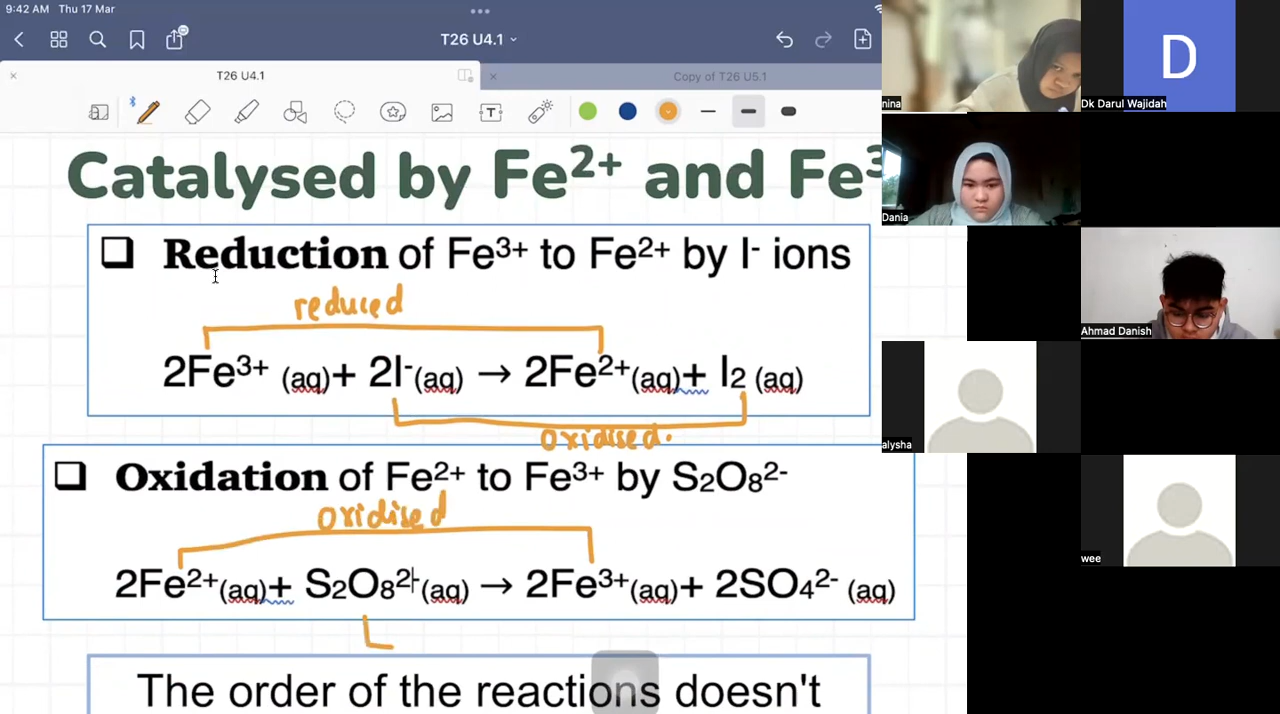 9:42 AM Thu 17 Mar
T26 U4.1
T26 U4.1
Copy of T26 U5.1
Catalysed by Fe²⁺ and Fe³
❑ Reduction of Fe³⁺ to Fe²⁺ by I⁻ ions
reduced
2Fe³⁺ (aq)+ 2I⁻(aq) → 2Fe²⁺(aq)+ I₂ (aq)
oxidised.
❑ Oxidation of Fe²⁺ to Fe³⁺ by S₂O₈²⁻
oxidised
2Fe²⁺(aq)+ S₂O₈²⁻(aq) → 2Fe³⁺(aq)+ 2SO₄²⁻ (aq)
The order of the reactions doesn't
nina
D
Dk Darul Wajidah
Dania
Ahmad Danish
alysha
wee